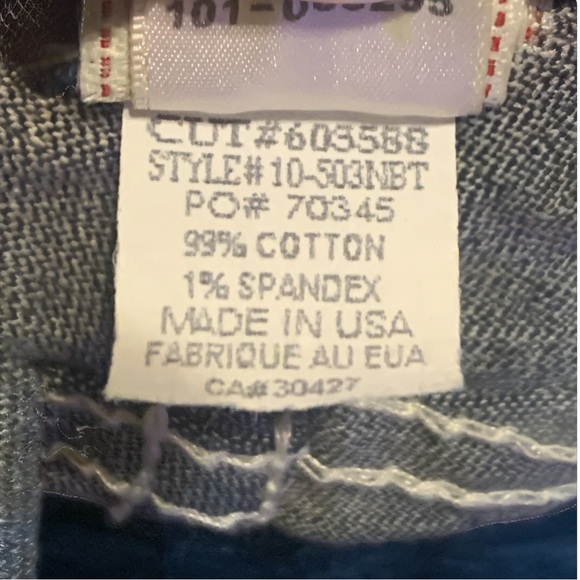 CUT#603588
STYLE# 10-503NBT
PO# 70345
99% COTTON
1% SPANDEX
MADE IN USA
FABRIQUE AU EUA
CA# 30427